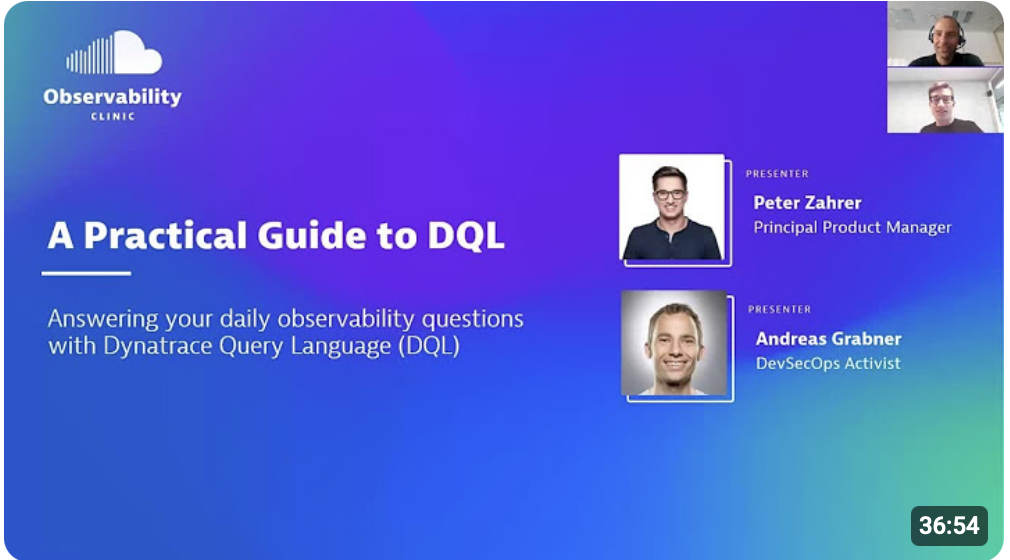 Observability
CLINIC
A Practical Guide to DQL
Answering your daily observability questions
with Dynatrace Query Language (DQL)
PRESENTER
Peter Zahrer
Principal Product Manager
PRESENTER
Andreas Grabner
DevSecOps Activist
36:54